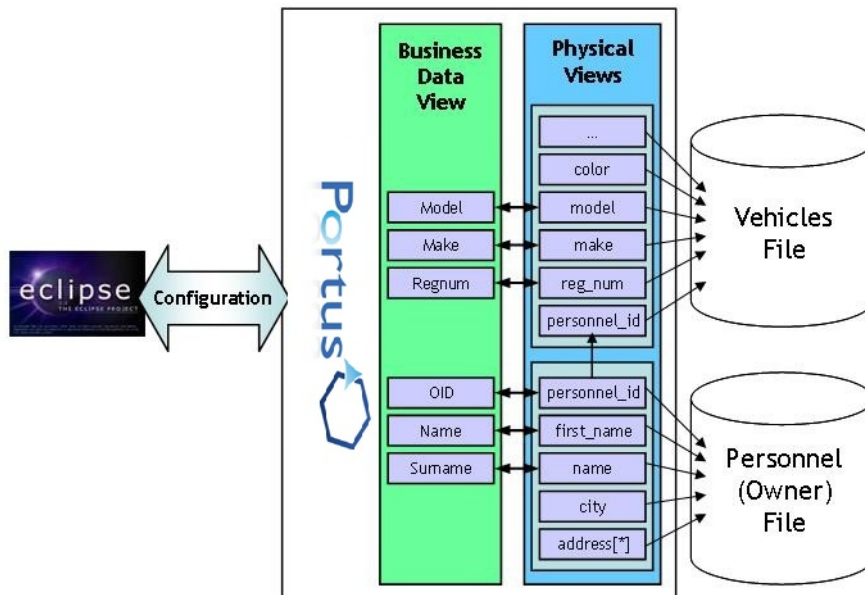 Business
Data
View
Physical
Views
...
color
Model
model
Make
make
Regnum
reg_num
personnel_id
OID
personnel_id
Name
first_name
Surname
name
city
address[*]
Portus
eclipse
THE ECLIPSE PROJECT
Configuration
Vehicles
File
Personnel
(Owner)
File